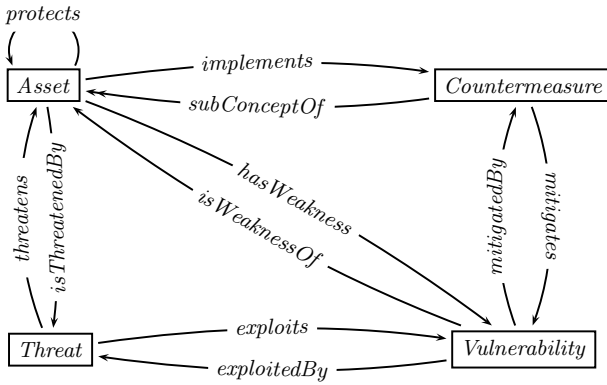 protects
Asset
implements
Countermeasure
subConceptOf
hasWeakness
isWeaknessOf
threatens
isThreatenedBy
mitigatedBy
mitigates
Threat
exploits
Vulnerability
exploitedBy